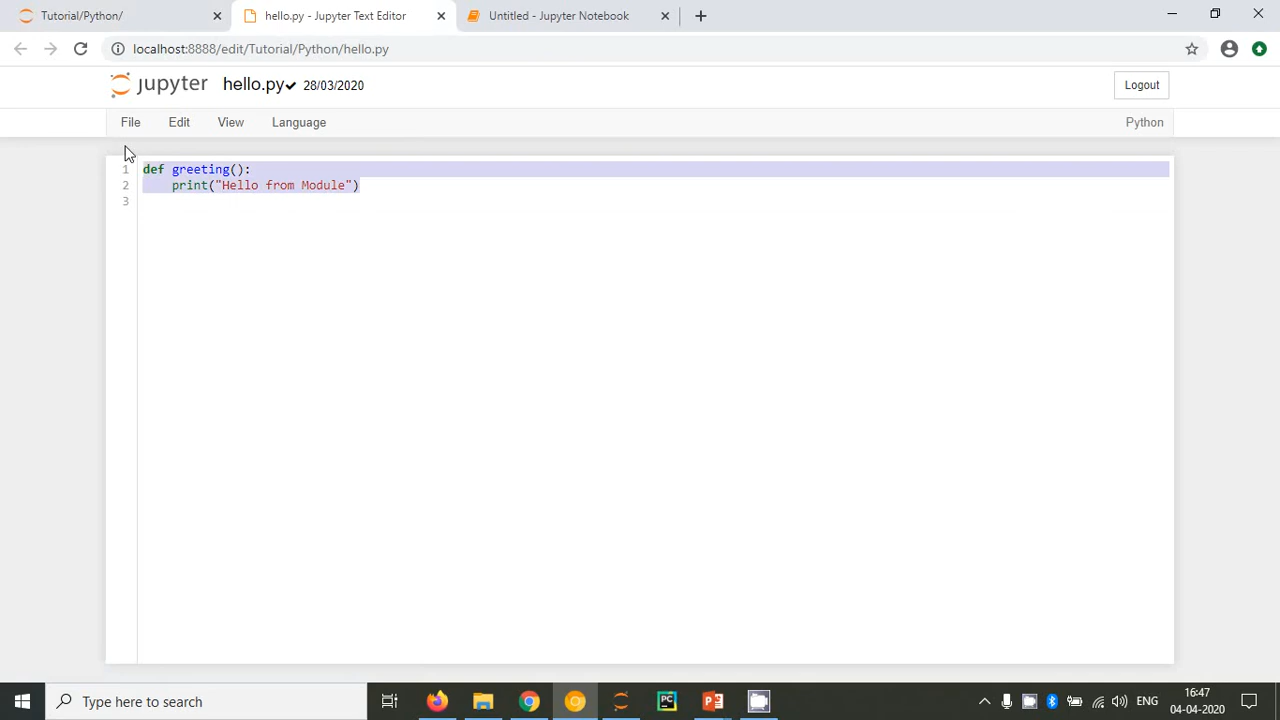 Tutorial/Python/
hello.py - Jupyter Text Editor
Untitled - Jupyter Notebook
localhost:8888/edit/Tutorial/Python/hello.py
jupyter hello.py 28/03/2020
Logout
File Edit View Language
Python
1 def greeting():
2 print("Hello from Module")
3
Type here to search
ENG
16:47
04-04-2020